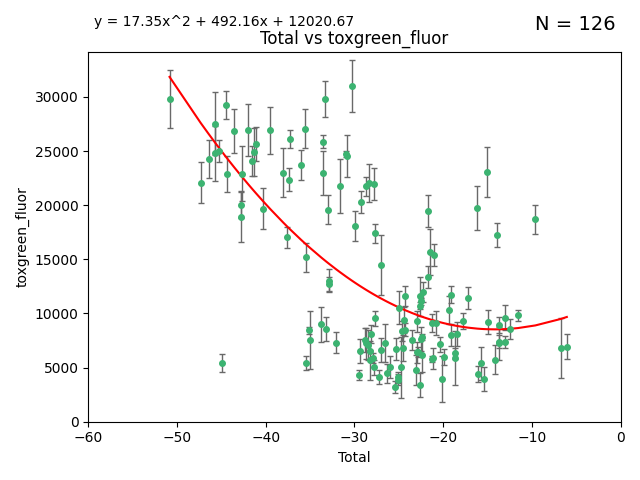 y = 17.35x^2 + 492.16x + 12020.67
N = 126
Total vs toxgreen_fluor
30000
25000
20000
15000
10000
5000
0
toxgreen_fluor
−60 −50 −40 −30 −20 −10 0
Total